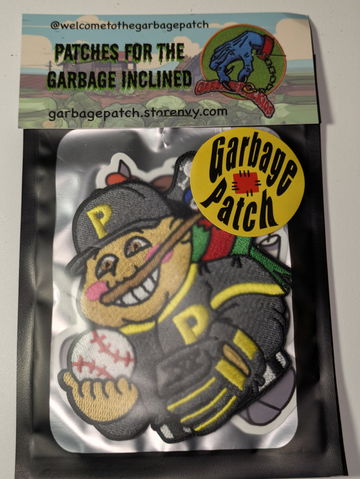 @welcometothegarbagepatch
PATCHES FOR THE
GARBAGE INCLINED
garbagepatch.storenvy.com
Garbage
Patch
P
P